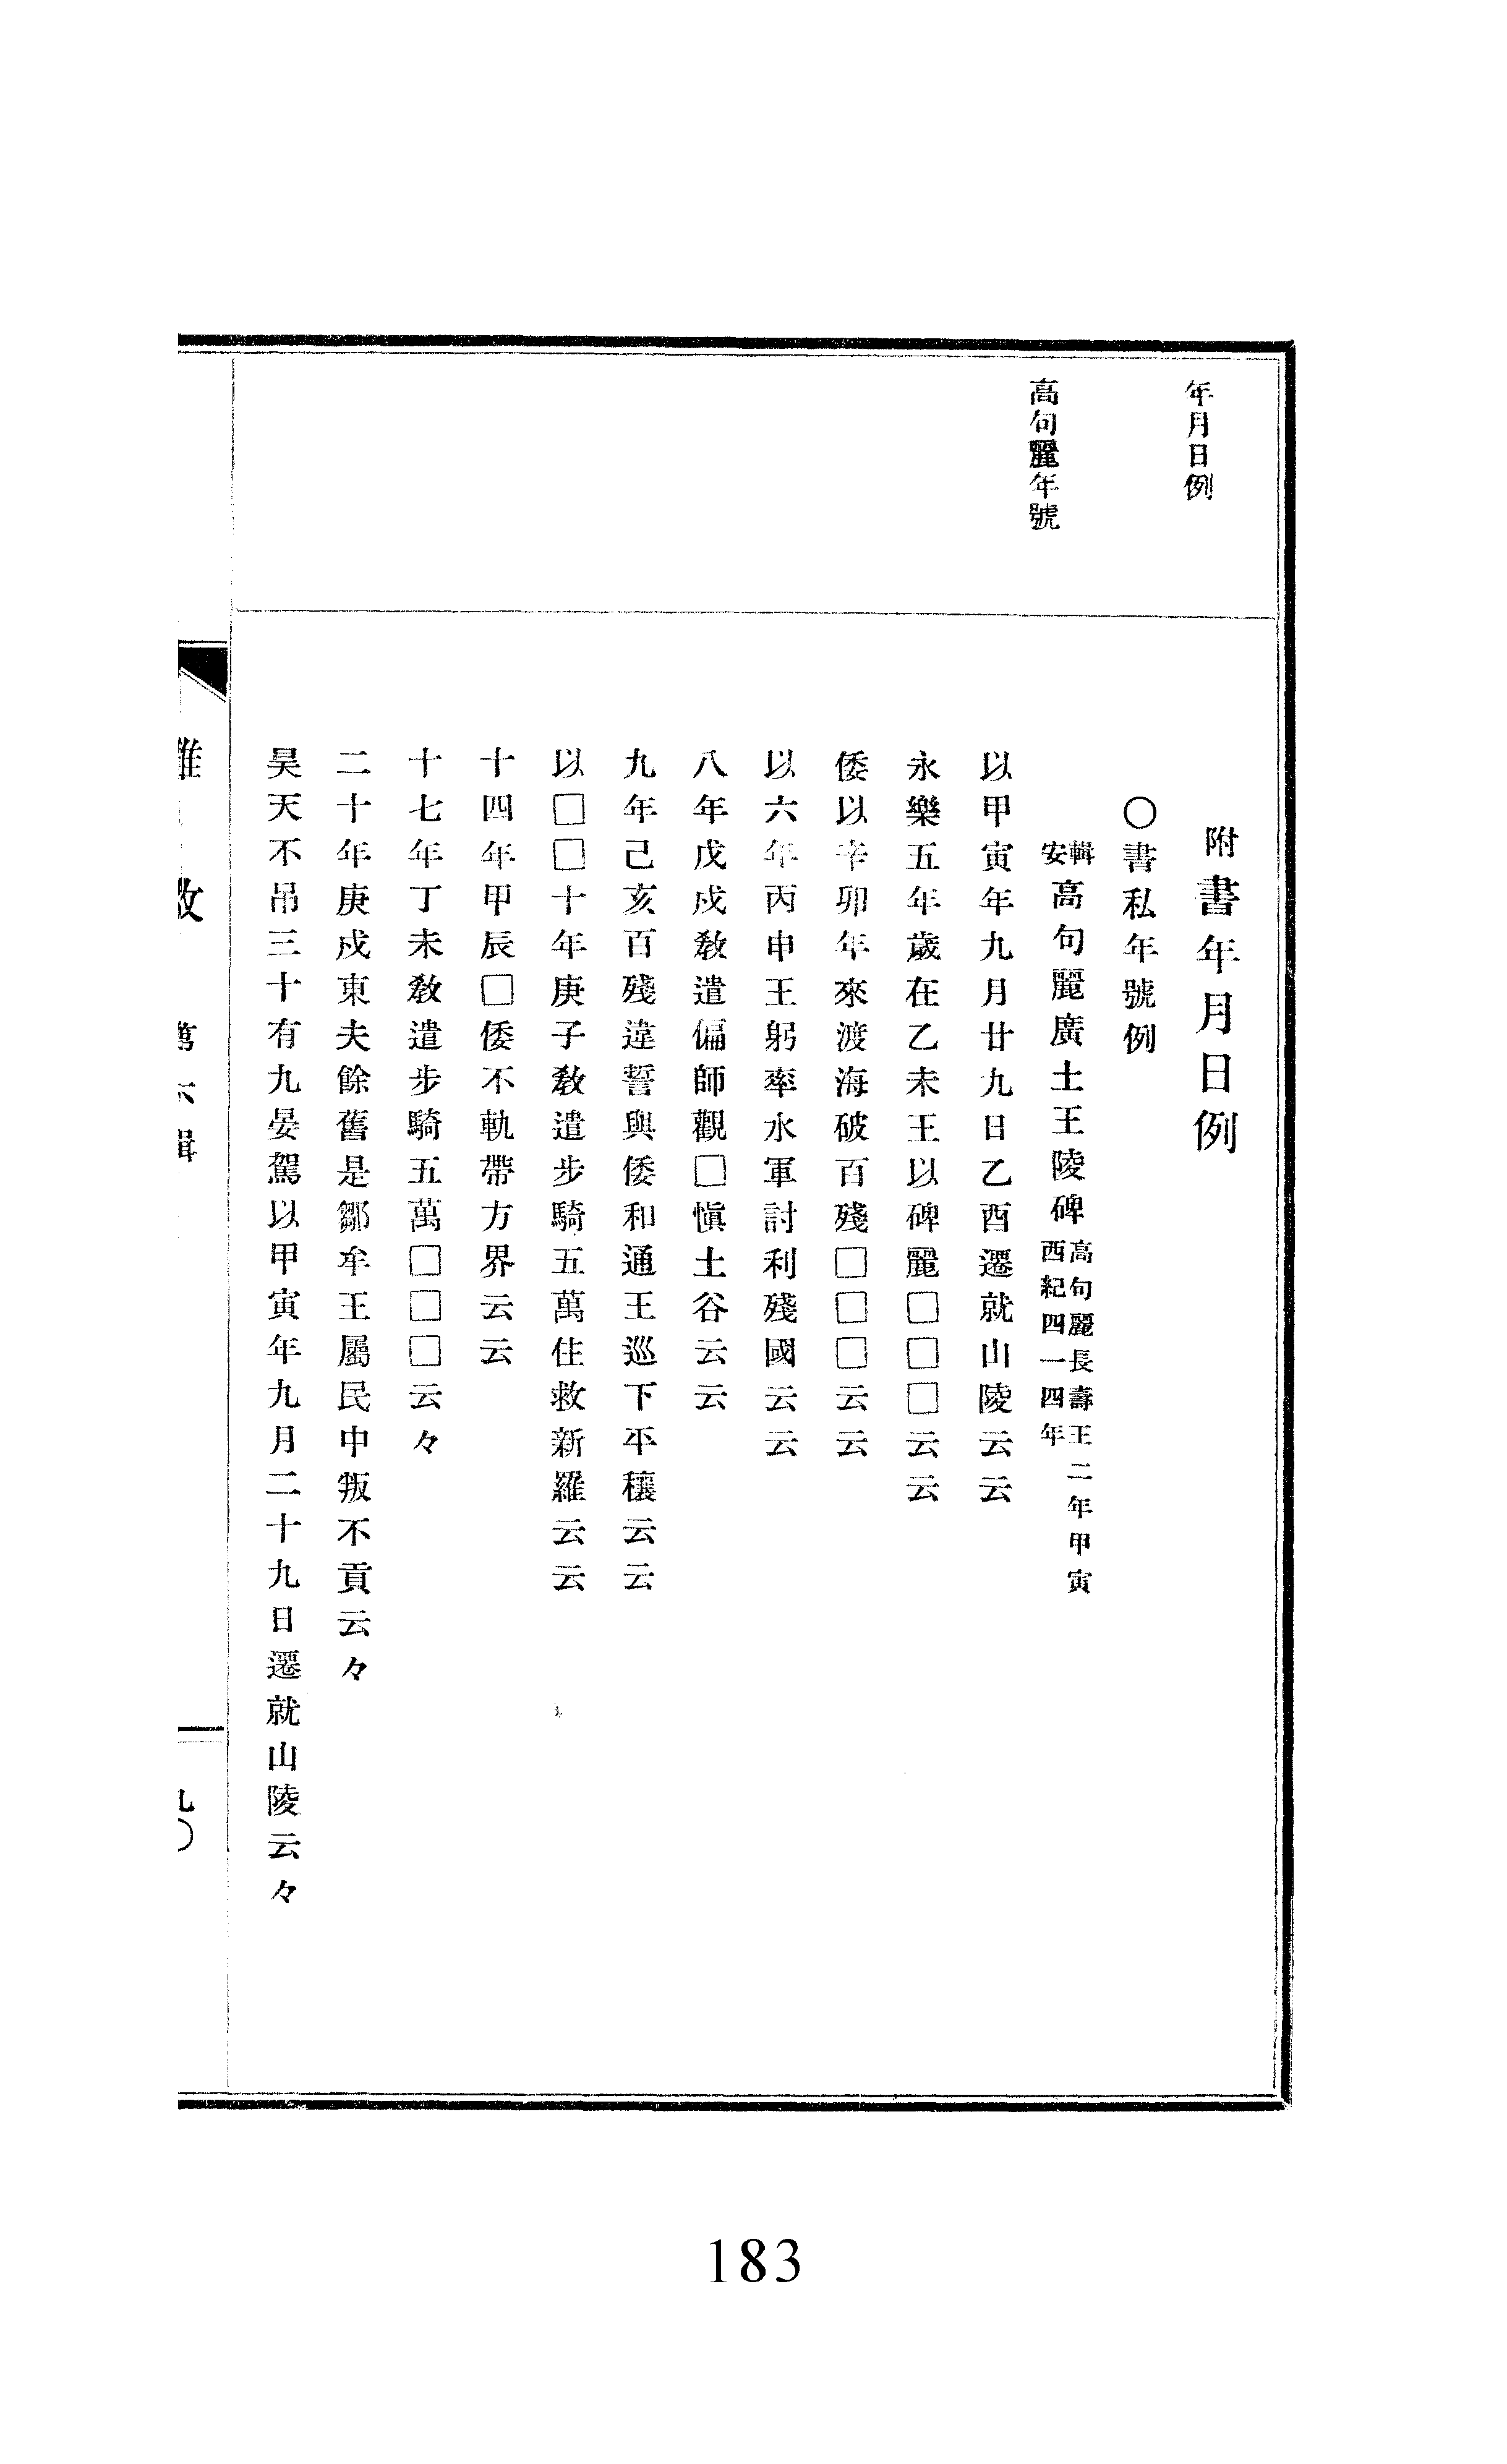 年月日例
高句麗年號
附書年月日例
○書私年號例
輯安高句麗廣土王陵碑 高句麗長壽王二年甲寅西紀四一四年
以甲寅年九月廿九日乙酉遷就山陵云云
永樂五年歲在乙未王以碑麗□□□云云
倭以辛卯年來渡海破百殘□□□云云
以六年丙申王躬率水軍討利殘國云云
八年戊戌教遣偏師觀□愼土谷云云
九年己亥百殘違誓與倭和通王巡下平穰云云
以□□十年庚子教遣步騎五萬住救新羅云云
十四年甲辰□倭不軌帶方界云云
十七年丁未教遣步騎五萬□□□云々
二十年庚戌東夫餘舊是鄒牟王屬民中叛不貢云々
昊天不吊三十有九晏駕以甲寅年九月二十九日遷就山陵云々
雜攷 第六輯 九〇
183